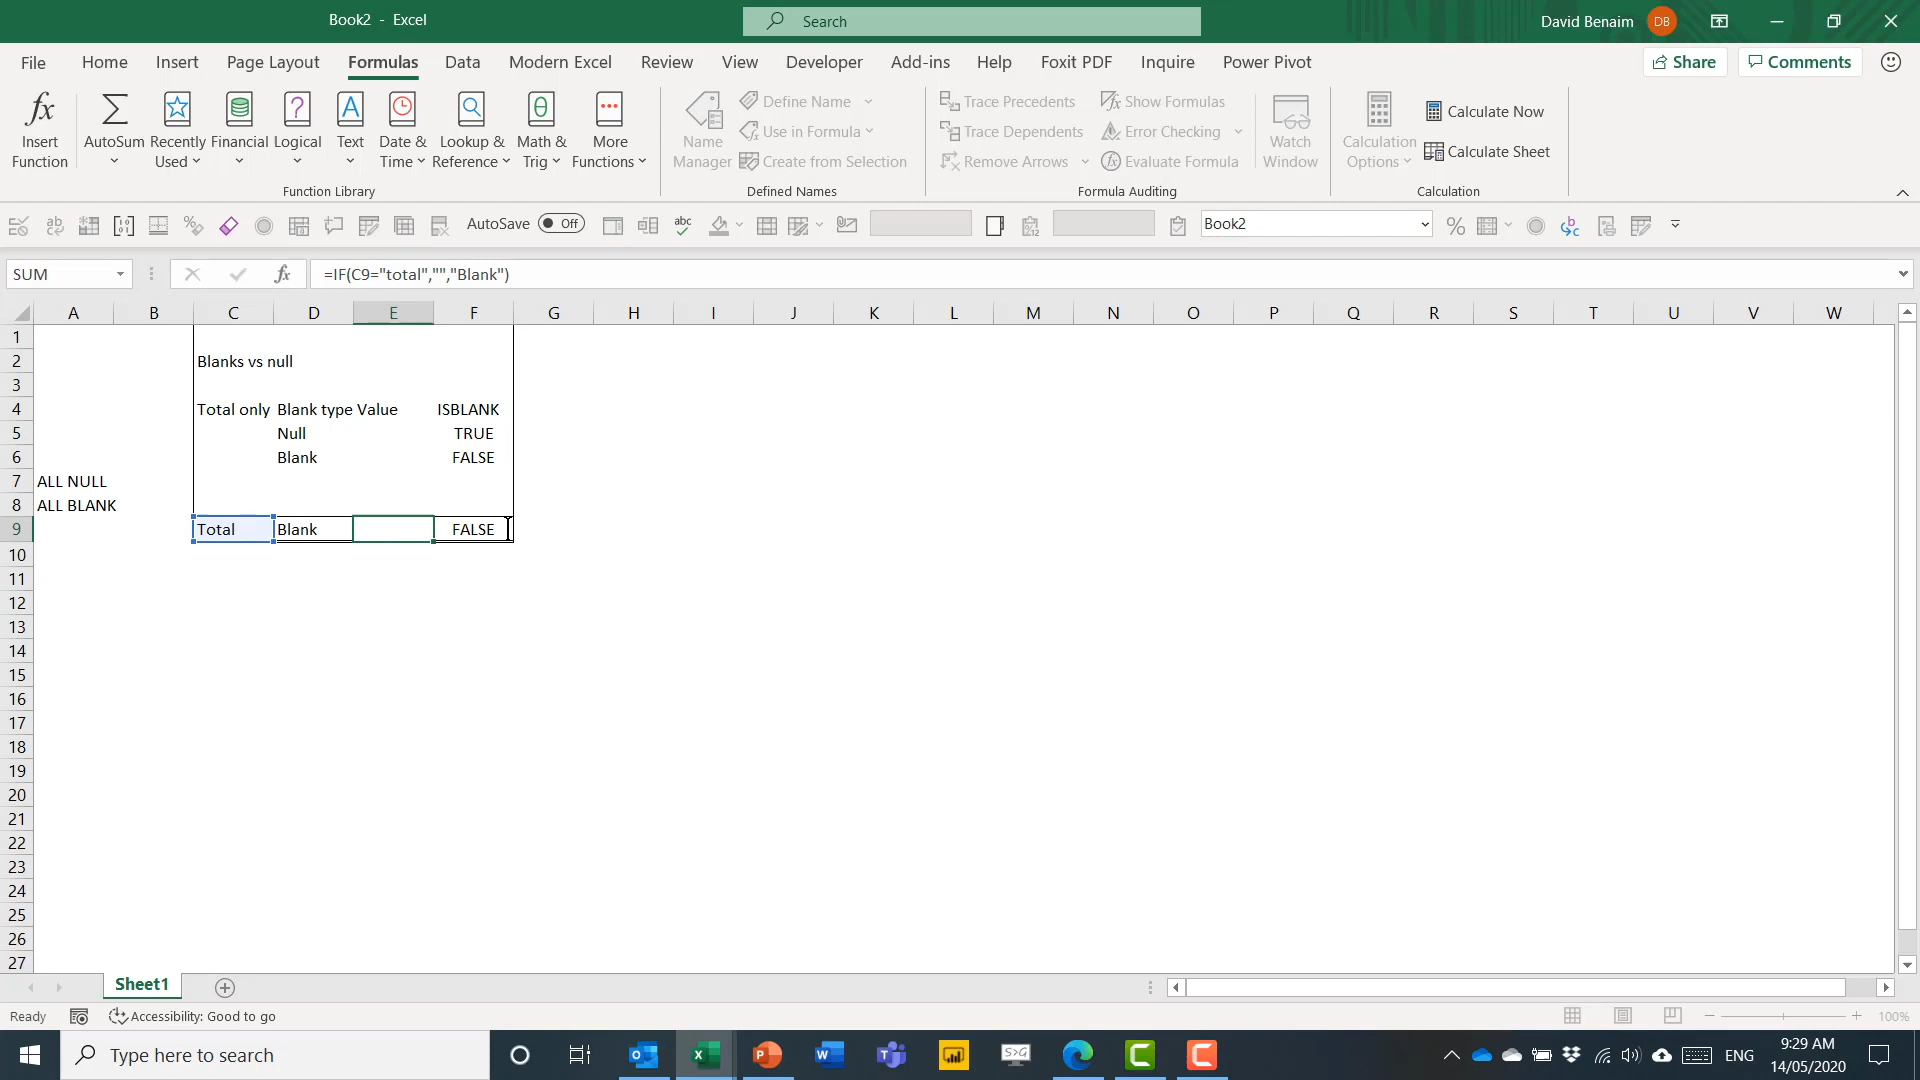 Book2 - Excel
Search
David Benaim
DB
File Home Insert Page Layout Formulas Data Modern Excel Review View Developer Add-ins Help Foxit PDF Inquire Power Pivot
Share
Comments
Insert Function
AutoSum
Recently Used
Financial
Logical
Text
Date & Time
Lookup & Reference
Math & Trig
More Functions
Function Library
Name Manager
Define Name
Use in Formula
Create from Selection
Defined Names
Trace Precedents
Trace Dependents
Remove Arrows
Show Formulas
Error Checking
Evaluate Formula
Formula Auditing
Watch Window
Calculation Options
Calculate Now
Calculate Sheet
Calculation
AutoSave Off
Book2
SUM
fx
=IF(C9="total","","Blank")
A B C D E F G H I J K L M N O P Q R S T U V W
1
2 Blanks vs null
3
4 Total only Blank type Value ISBLANK
5 Null TRUE
6 Blank FALSE
7 ALL NULL
8 ALL BLANK
9 Total Blank FALSE
10
11
12
13
14
15
16
17
18
19
20
21
22
23
24
25
26
27
Sheet1
Ready
Accessibility: Good to go
100%
Type here to search
ENG
9:29 AM
14/05/2020